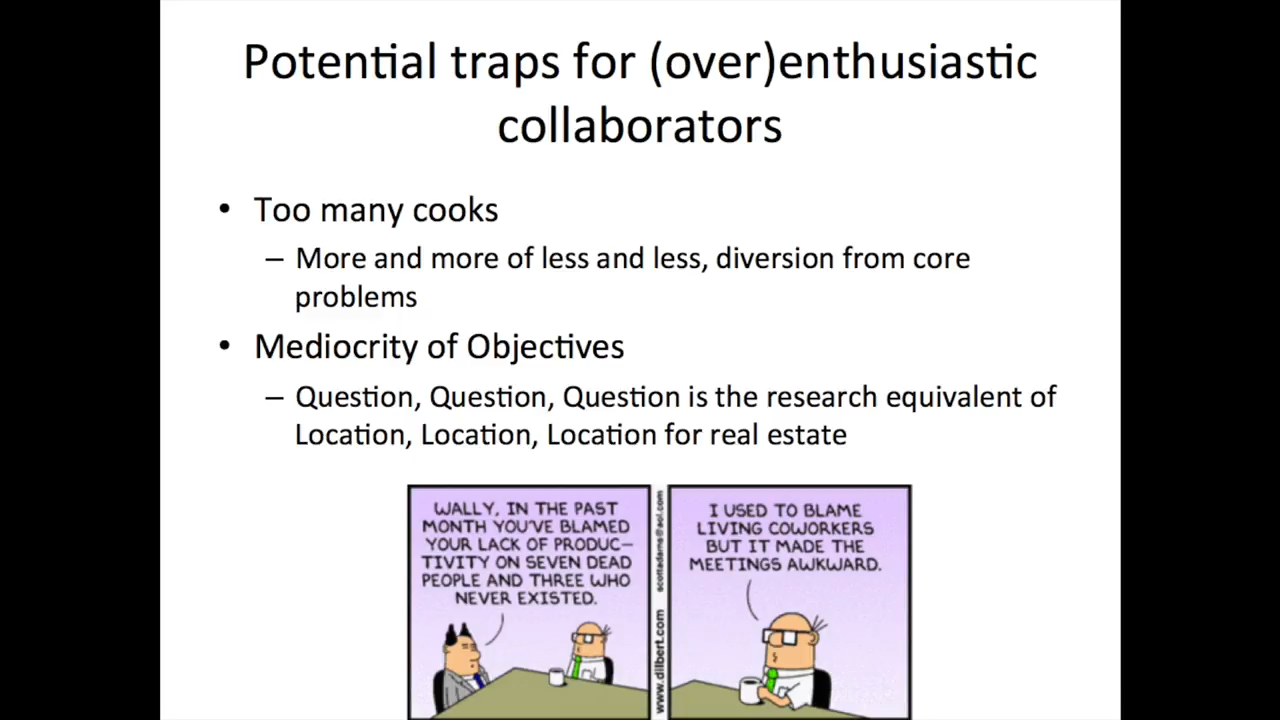 Potential traps for (over)enthusiastic
collaborators
• Too many cooks
– More and more of less and less, diversion from core
problems
• Mediocrity of Objectives
– Question, Question, Question is the research equivalent of
Location, Location, Location for real estate
WALLY, IN THE PAST
MONTH YOU'VE BLAMED
YOUR LACK OF PRODUC-
TIVITY ON SEVEN DEAD
PEOPLE AND THREE WHO
NEVER EXISTED.
www.dilbert.com scottadams@aol.com
I USED TO BLAME
LIVING COWORKERS
BUT IT MADE THE
MEETINGS AWKWARD.